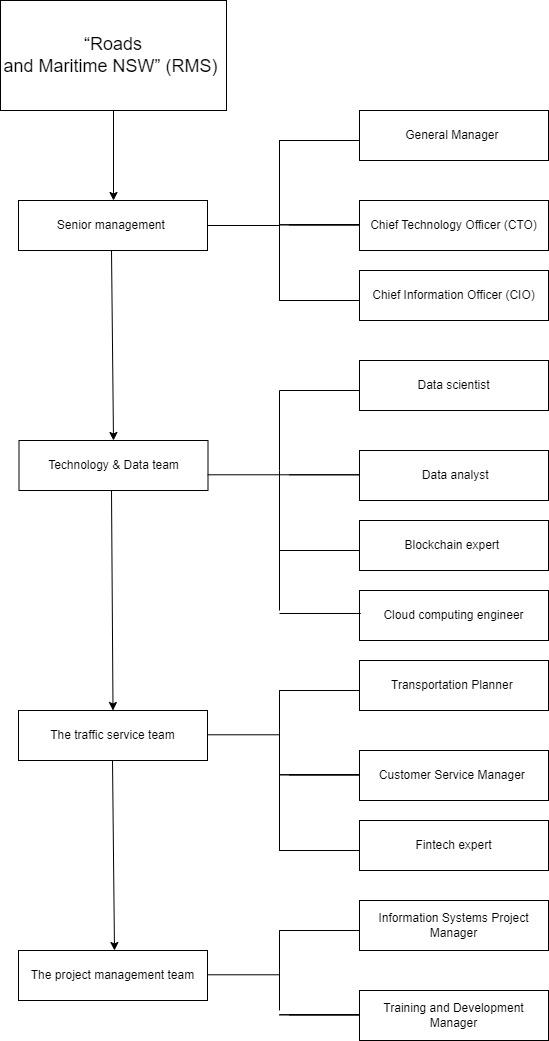 “Roads
and Maritime NSW” (RMS)
General Manager
Senior management
Chief Technology Officer (CTO)
Chief Information Officer (CIO)
Data scientist
Technology & Data team
Data analyst
Blockchain expert
Cloud computing engineer
Transportation Planner
The traffic service team
Customer Service Manager
Fintech expert
Information Systems Project
Manager
The project management team
Training and Development
Manager